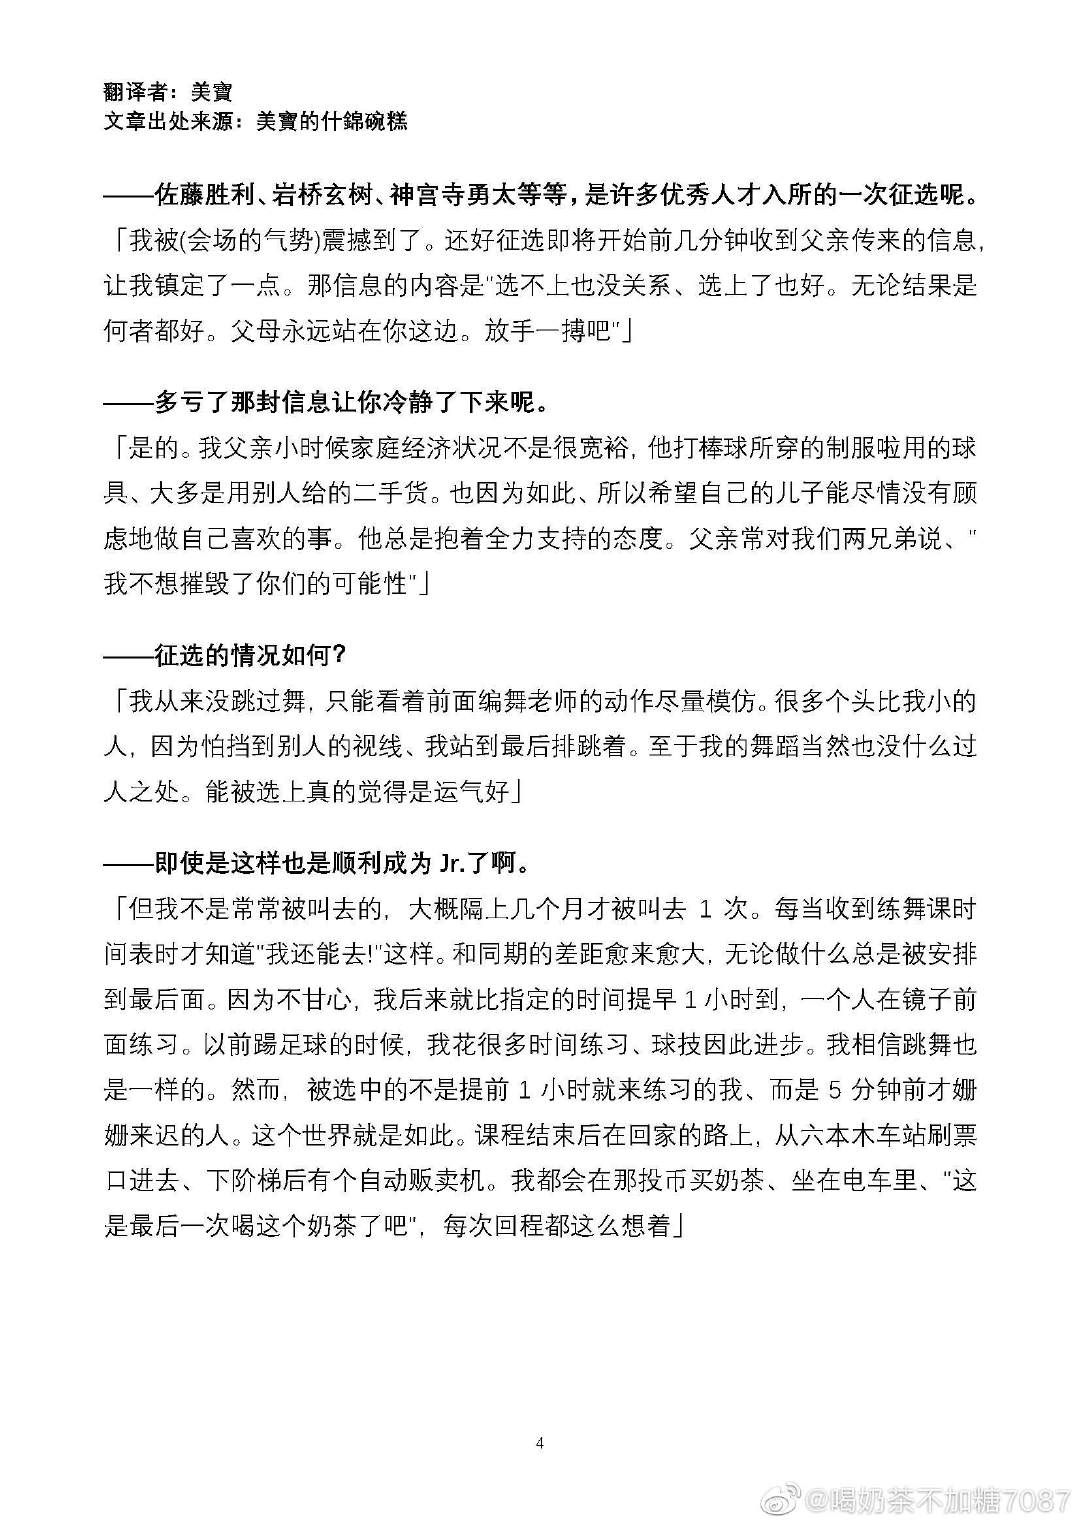 翻译者：美寶
文章出处来源：美寶的什錦碗糕
——佐藤胜利、岩桥玄树、神宫寺勇太等等，是许多优秀人才入所的一次征选呢。
「我被(会场的气势)震撼到了。还好征选即将开始前几分钟收到父亲传来的信息,
让我镇定了一点。那信息的内容是"选不上也没关系、选上了也好。无论结果是
何者都好。父母永远站在你这边。放手一搏吧"」
——多亏了那封信息让你冷静了下来呢。
「是的。我父亲小时候家庭经济状况不是很宽裕，他打棒球所穿的制服啦用的球
具、大多是用别人给的二手货。也因为如此、所以希望自己的儿子能尽情没有顾
虑地做自己喜欢的事。他总是抱着全力支持的态度。父亲常对我们两兄弟说、"
我不想摧毁了你们的可能性"」
——征选的情况如何?
「我从来没跳过舞，只能看着前面编舞老师的动作尽量模仿。很多个头比我小的
人，因为怕挡到别人的视线、我站到最后排跳着。至于我的舞蹈当然也没什么过
人之处。能被选上真的觉得是运气好」
——即使是这样也是顺利成为 Jr.了啊。
「但我不是常常被叫去的，大概隔上几个月才被叫去 1 次。每当收到练舞课时
间表时才知道"我还能去!"这样。和同期的差距愈来愈大，无论做什么总是被安排
到最后面。因为不甘心，我后来就比指定的时间提早 1 小时到，一个人在镜子前
面练习。以前踢足球的时候，我花很多时间练习、球技因此进步。我相信跳舞也
是一样的。然而，被选中的不是提前 1 小时就来练习的我、而是 5 分钟前才姗
姗来迟的人。这个世界就是如此。课程结束后在回家的路上，从六本木车站刷票
口进去、下阶梯后有个自动贩卖机。我都会在那投币买奶茶、坐在电车里、"这
是最后一次喝这个奶茶了吧"，每次回程都这么想着」
4
@喝奶茶不加糖7087